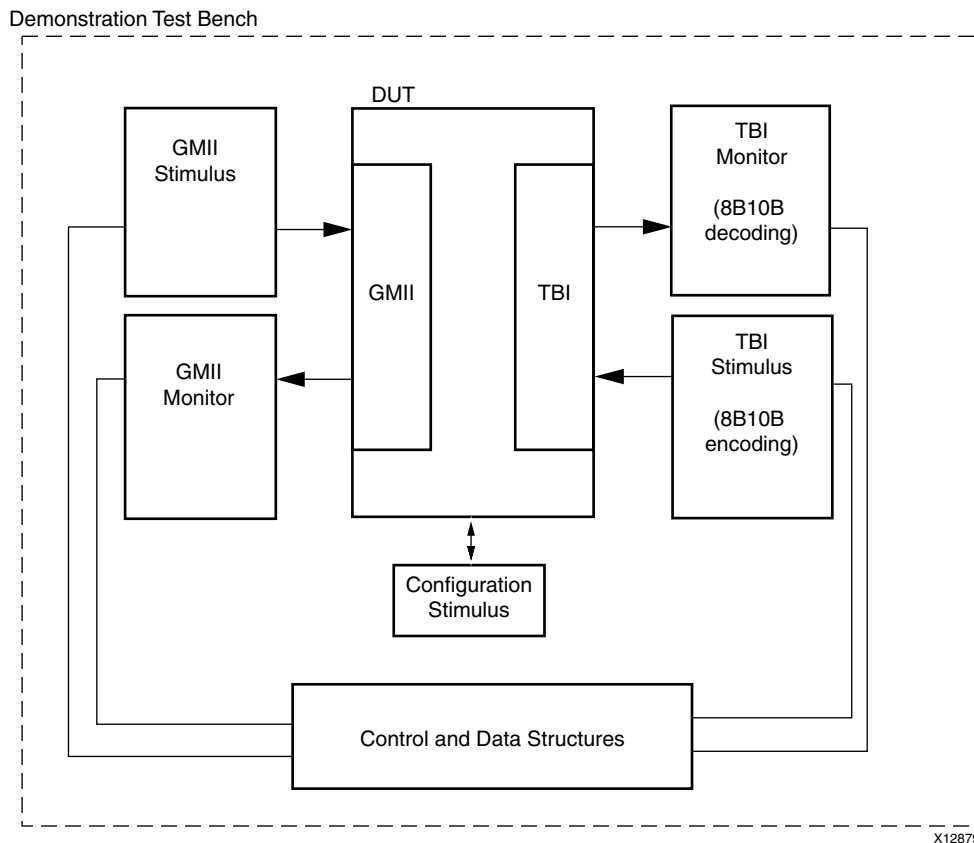 Demonstration Test Bench
DUT
GMII
Stimulus
TBI
Monitor
(8B10B
decoding)
GMII
TBI
GMII
Monitor
TBI
Stimulus
(8B10B
encoding)
Configuration
Stimulus
Control and Data Structures
X12879